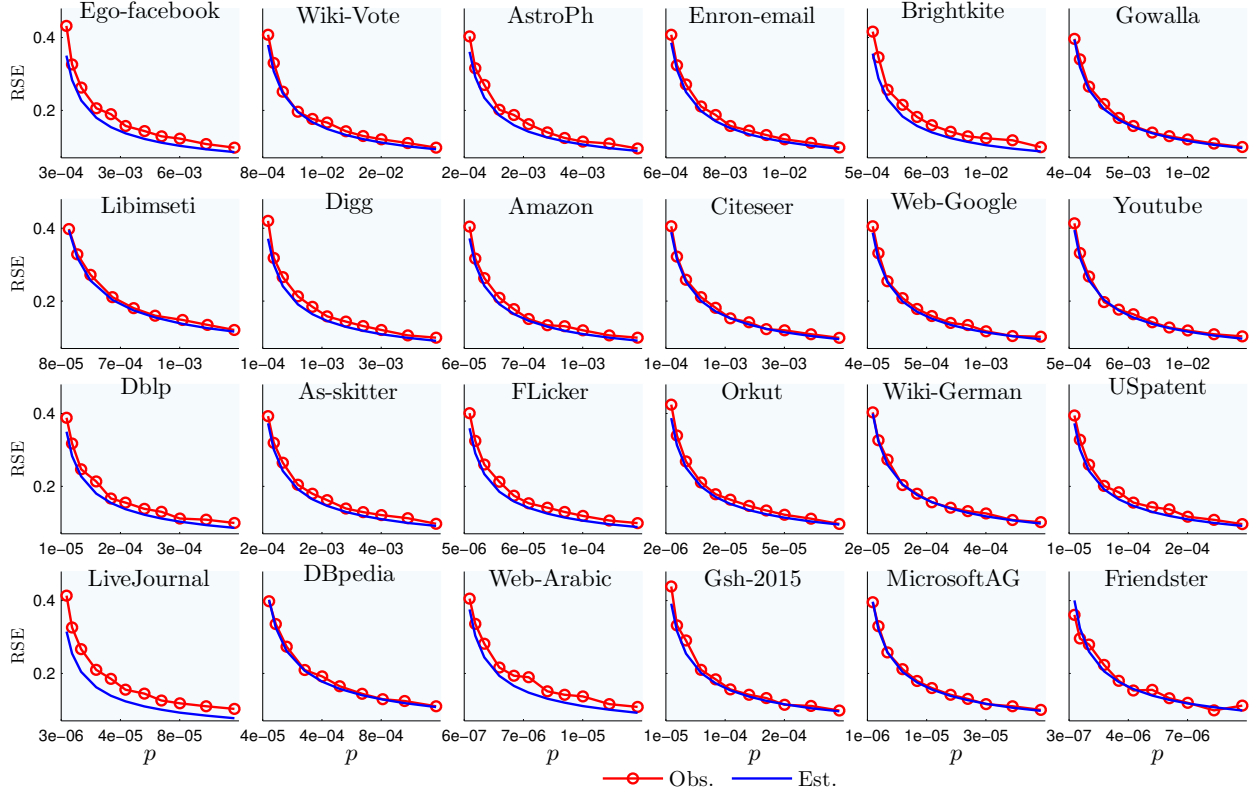 Ego-facebook Wiki-Vote AstroPh Enron-email Brightkite Gowalla
0.4
RSE
0.2
3e−04 3e−03 6e−03 8e−04 1e−02 2e−02 2e−04 2e−03 4e−03 6e−04 8e−03 1e−02 5e−04 6e−03 1e−02 4e−04 5e−03 1e−02
Libimseti Digg Amazon Citeseer Web-Google Youtube
0.4
RSE
0.2
8e−05 7e−04 1e−03 1e−04 1e−03 3e−03 6e−05 7e−04 1e−03 1e−04 1e−03 3e−03 4e−05 5e−04 1e−03 5e−04 6e−03 1e−02
Dblp As-skitter FLicker Orkut Wiki-German USpatent
0.4
RSE
0.2
1e−05 2e−04 3e−04 2e−04 2e−03 4e−03 5e−06 6e−05 1e−04 2e−06 2e−05 5e−05 2e−05 2e−04 4e−04 1e−05 1e−04 2e−04
LiveJournal DBpedia Web-Arabic Gsh-2015 MicrosoftAG Friendster
0.4
RSE
0.2
3e−06 4e−05 8e−05 4e−05 4e−04 6e−07 7e−06 1e−05 1e−05 1e−04 2e−04 1e−06 1e−05 3e−05 3e−07 4e−06 7e−06
p p p p p p
Obs. Est.